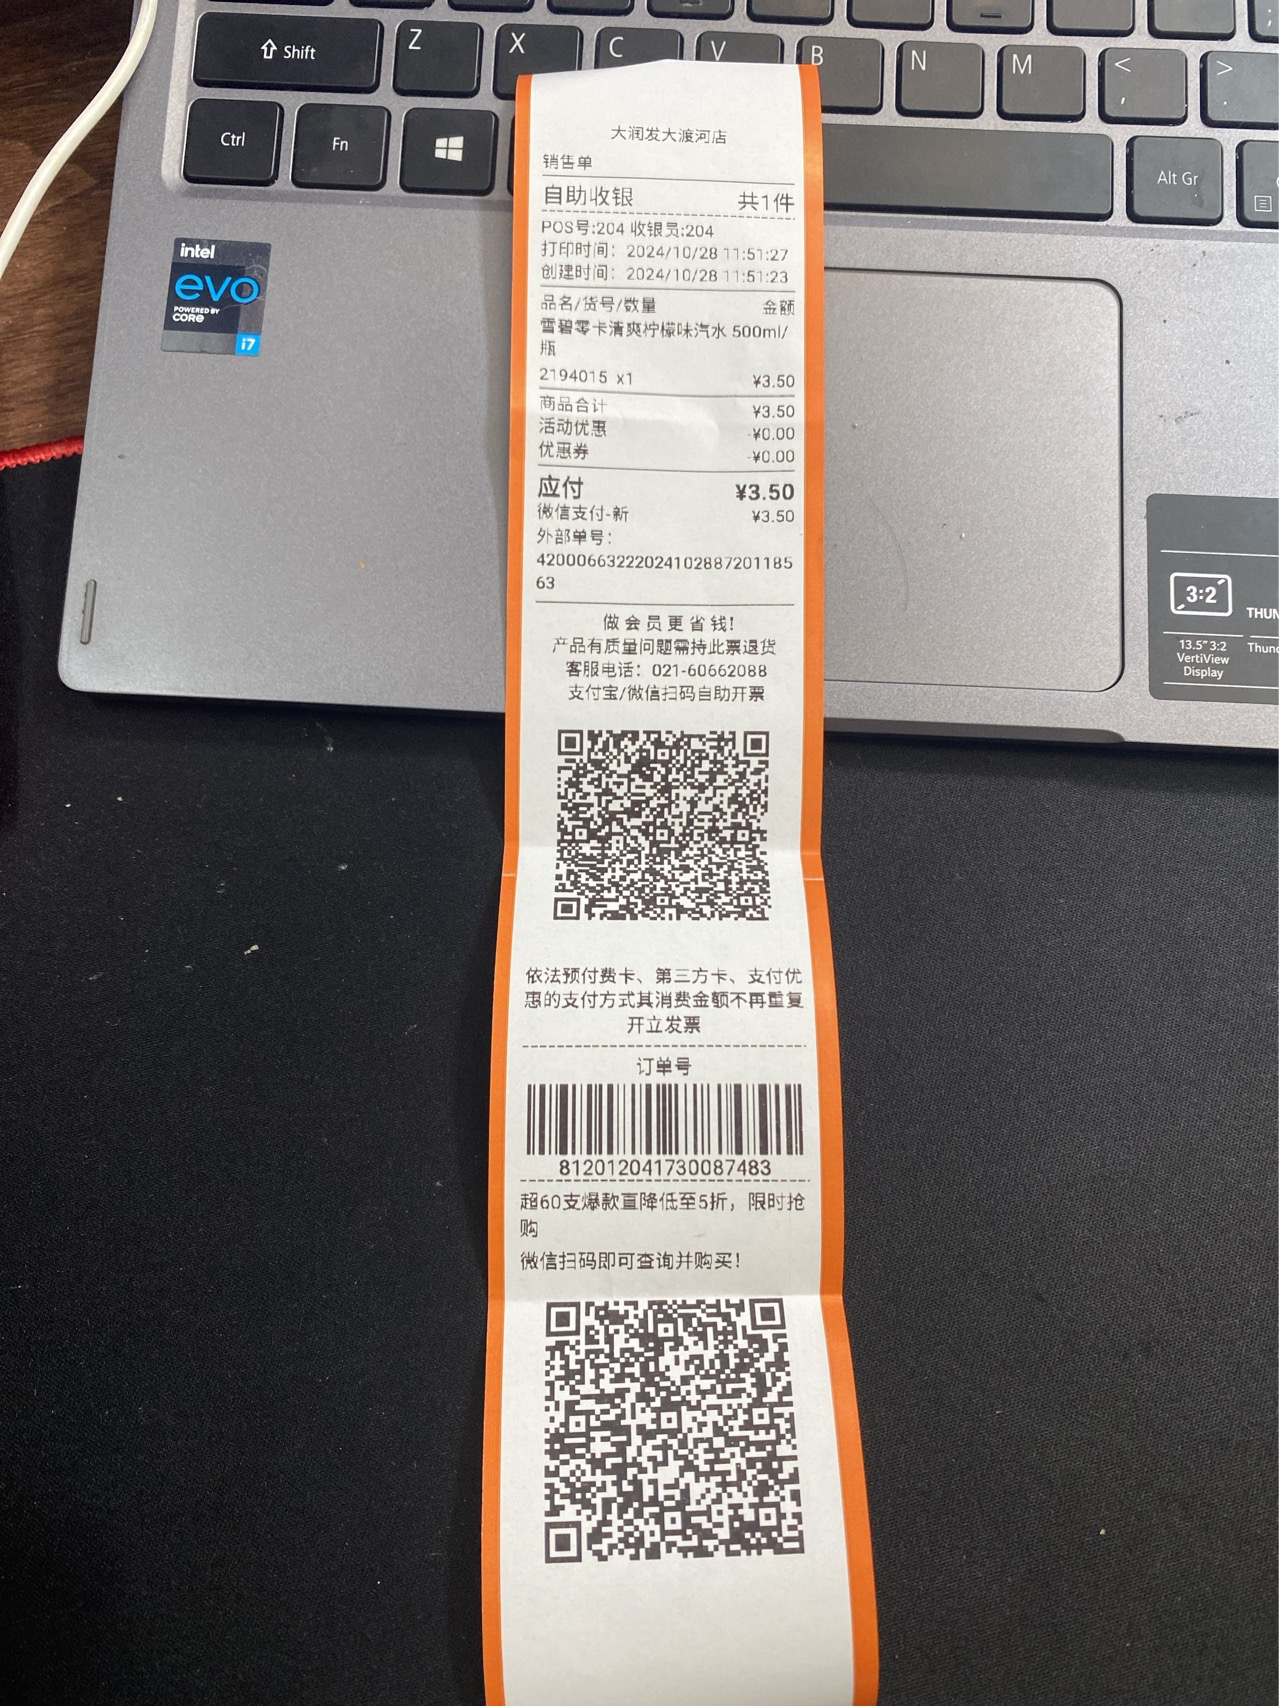 Shift
Z
X
C
V
B
N
M
<
,
>
.
;
Ctrl
Fn
Alt Gr
intel
evo
POWERED BY
CORE
i7
3:2
THUN
13.5" 3:2
VertiView
Display
Thund
大润发大渡河店
销售单
自助收银 共1件
POS号:204 收银员:204
打印时间: 2024/10/28 11:51:27
创建时间: 2024/10/28 11:51:23
品名/货号/数量 金额
雪碧零卡清爽柠檬味汽水 500ml/
瓶
2194015 x1 ¥3.50
商品合计 ¥3.50
活动优惠 -¥0.00
优惠券 -¥0.00
应付 ¥3.50
微信支付-新 ¥3.50
外部单号:
42000663222024102887201185
63
做会员更省钱!
产品有质量问题需持此票退货
客服电话: 021-60662088
支付宝/微信扫码自助开票
依法预付费卡、第三方卡、支付优
惠的支付方式其消费金额不再重复
开立发票
订单号
812012041730087483
超60支爆款直降低至5折，限时抢
购
微信扫码即可查询并购买!